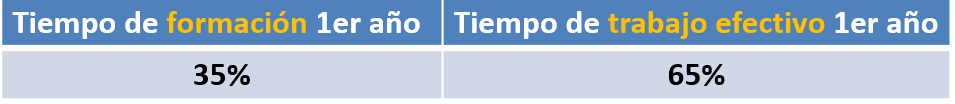 Tiempo de formación 1er año Tiempo de trabajo efectivo 1er año
35% 65%